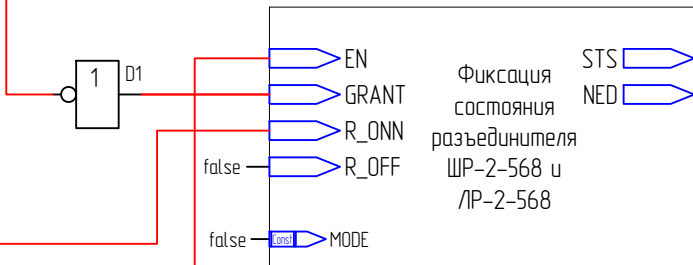 1
D1
EN
GRANT
R_ONN
false
R_OFF
false
Const
MODE
Фиксация
состояния
разъединителя
ШР-2-568 и
ЛР-2-568
STS
NED